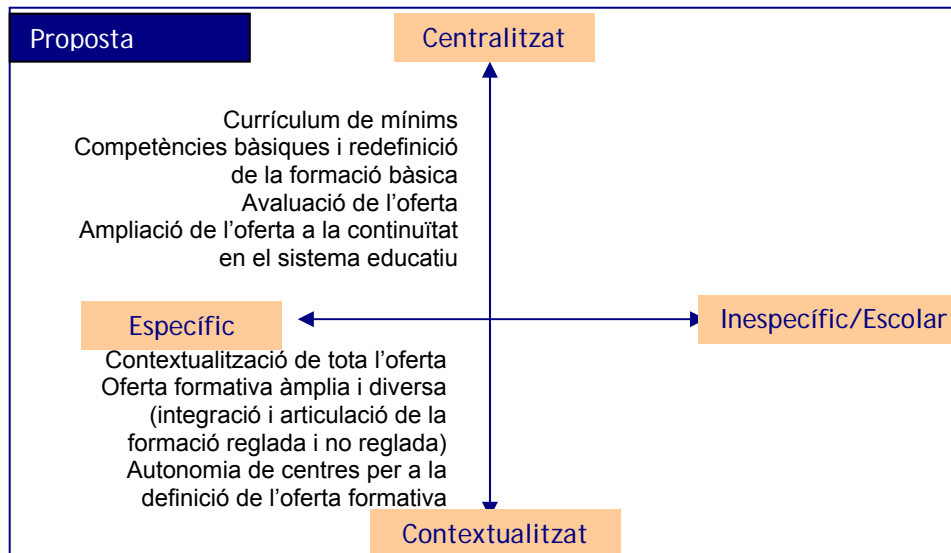 Proposta
Centralitzat
Currículum de mínims
Competències bàsiques i redefinició
de la formació bàsica
Avaluació de l’oferta
Ampliació de l’oferta a la continuïtat
en el sistema educatiu
Específic
Inespecífic/Escolar
Contextualització de tota l’oferta
Oferta formativa àmplia i diversa
(integració i articulació de la
formació reglada i no reglada)
Autonomia de centres per a la
definició de l’oferta formativa
Contextualitzat